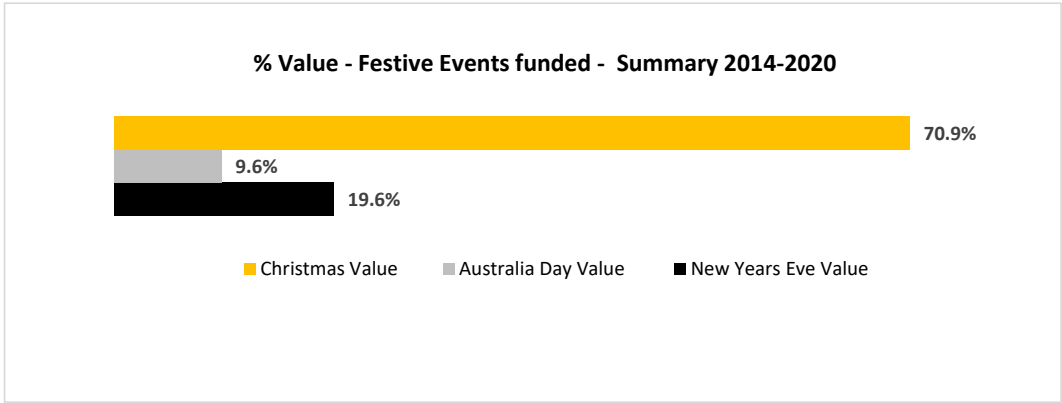 % Value - Festive Events funded - Summary 2014-2020
70.9%
9.6%
19.6%
Christmas Value Australia Day Value New Years Eve Value